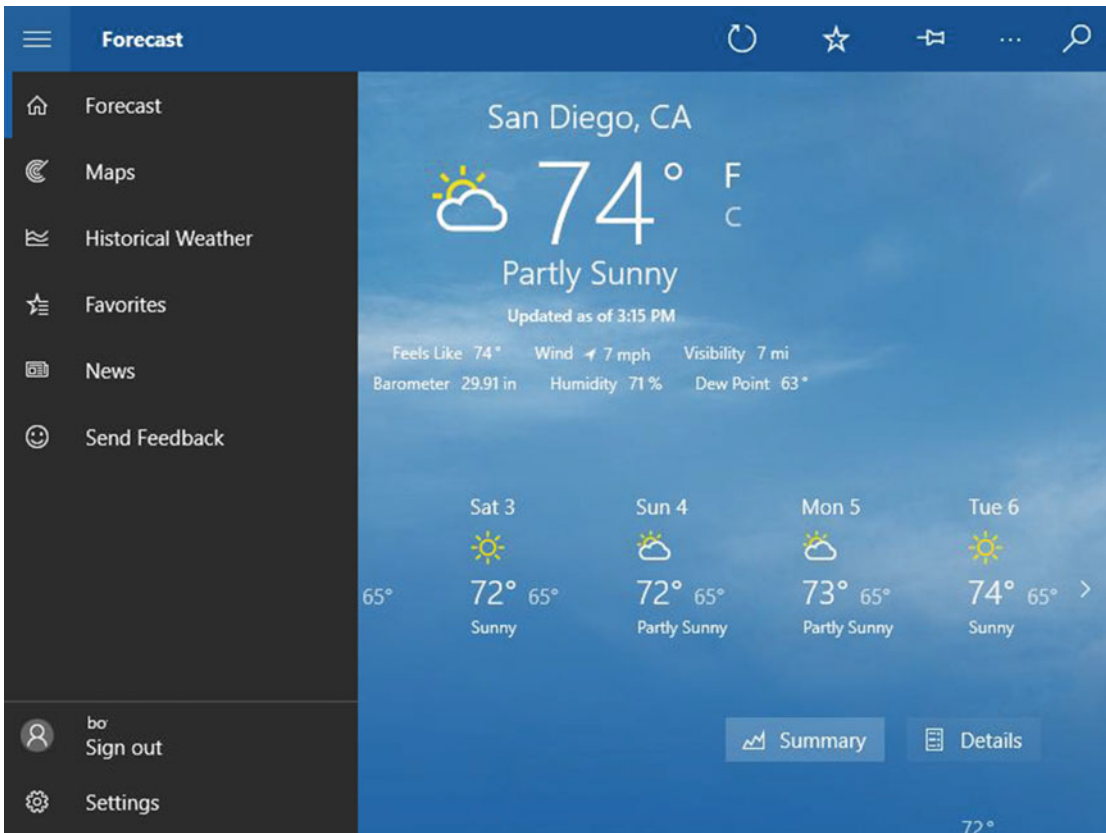 Forecast
Forecast
Maps
Historical Weather
Favorites
News
Send Feedback
bo
Sign out
Settings
San Diego, CA
74° F
C
Partly Sunny
Updated as of 3:15 PM
Feels Like 74° Wind 7 mph Visibility 7 mi
Barometer 29.91 in Humidity 71 % Dew Point 63°
Sat 3 Sun 4 Mon 5 Tue 6
65° 72° 65° 72° 65° 73° 65° 74° 65°
Sunny Partly Sunny Partly Sunny Sunny
Summary Details
72°